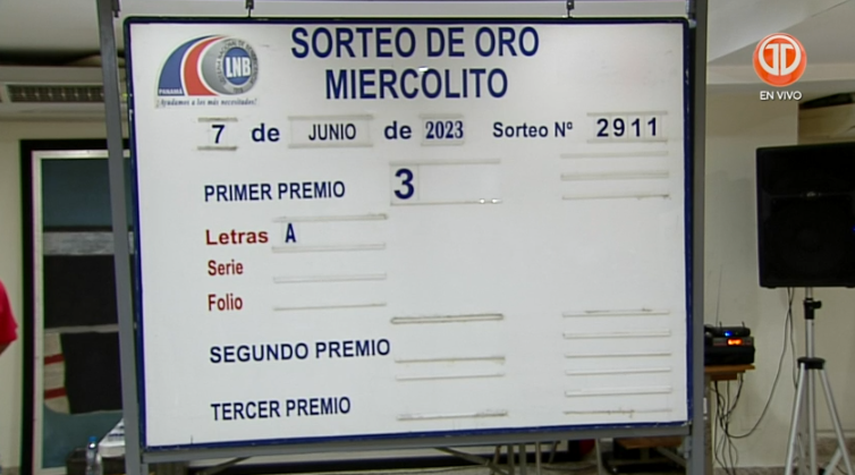 SORTEO DE ORO
MIERCOLITO
LNB
PANAMÁ
¡Ayudamos a los más necesitados!
EN VIVO
7 de JUNIO de 2023 Sorteo Nº 2911
PRIMER PREMIO 3
Letras A
Serie
Folio
SEGUNDO PREMIO
TERCER PREMIO